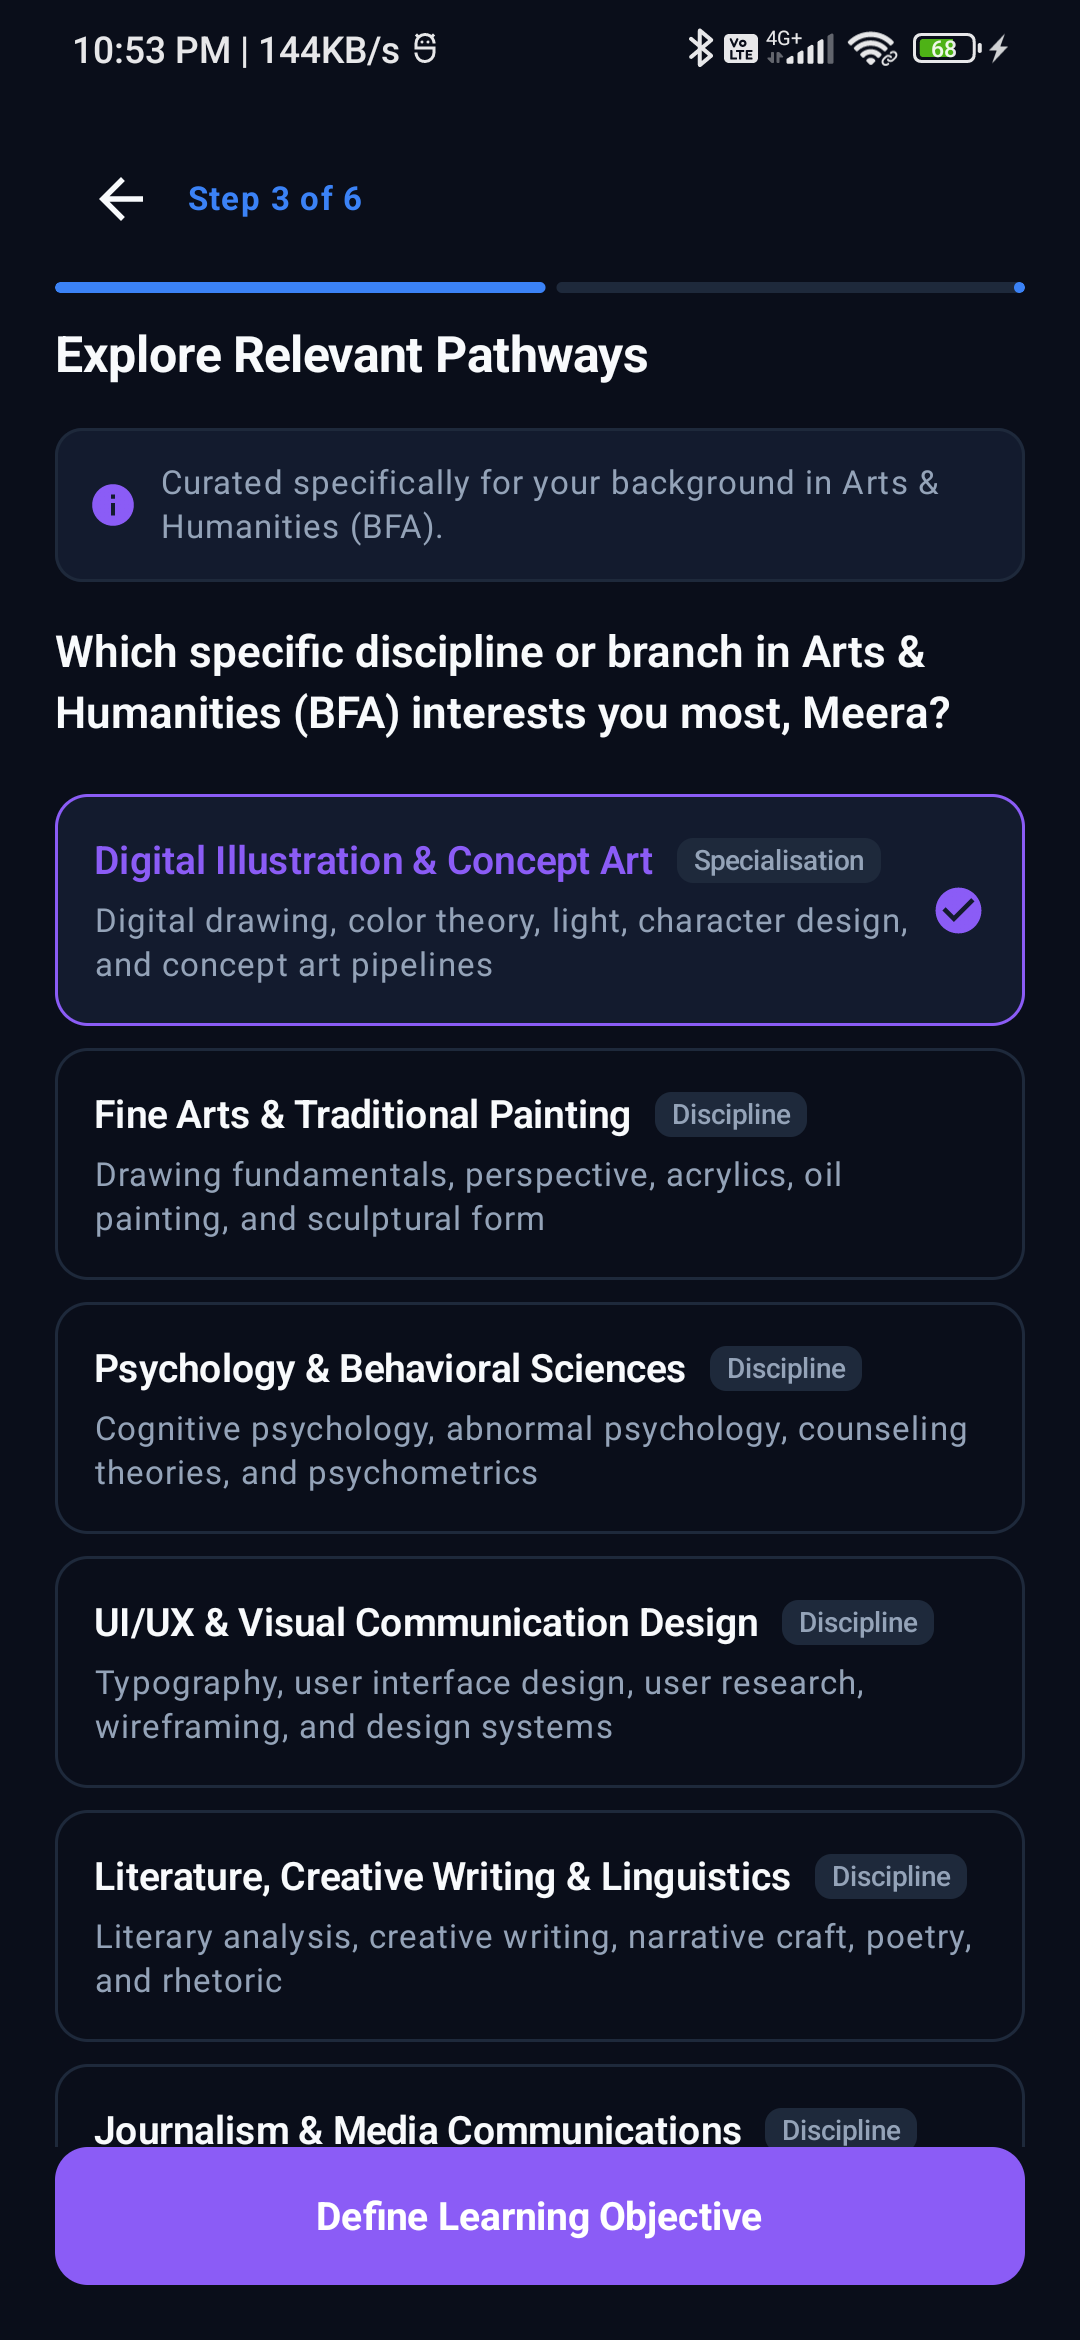 10:53 PM | 144KB/s
Vo LTE 4G+ 68
Step 3 of 6
Explore Relevant Pathways
Curated specifically for your background in Arts &
Humanities (BFA).
Which specific discipline or branch in Arts &
Humanities (BFA) interests you most, Meera?
Digital Illustration & Concept Art Specialisation
Digital drawing, color theory, light, character design,
and concept art pipelines
Fine Arts & Traditional Painting Discipline
Drawing fundamentals, perspective, acrylics, oil
painting, and sculptural form
Psychology & Behavioral Sciences Discipline
Cognitive psychology, abnormal psychology, counseling
theories, and psychometrics
UI/UX & Visual Communication Design Discipline
Typography, user interface design, user research,
wireframing, and design systems
Literature, Creative Writing & Linguistics Discipline
Literary analysis, creative writing, narrative craft, poetry,
and rhetoric
Journalism & Media Communications Discipline
Define Learning Objective